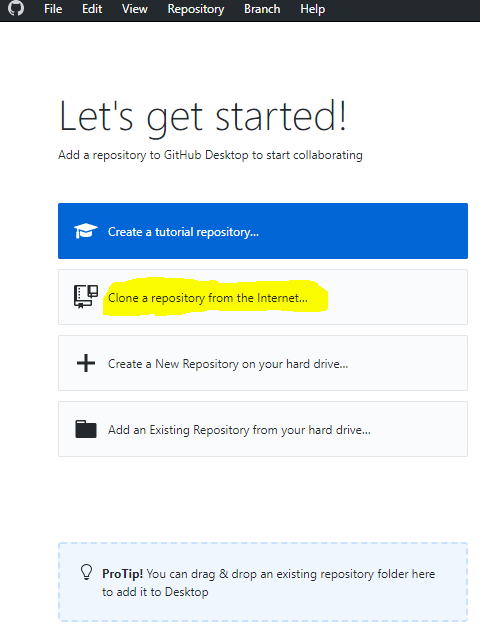 File Edit View Repository Branch Help
Let's get started!
Add a repository to GitHub Desktop to start collaborating
Create a tutorial repository...
Clone a repository from the Internet...
Create a New Repository on your hard drive...
Add an Existing Repository from your hard drive...
ProTip! You can drag & drop an existing repository folder here
to add it to Desktop